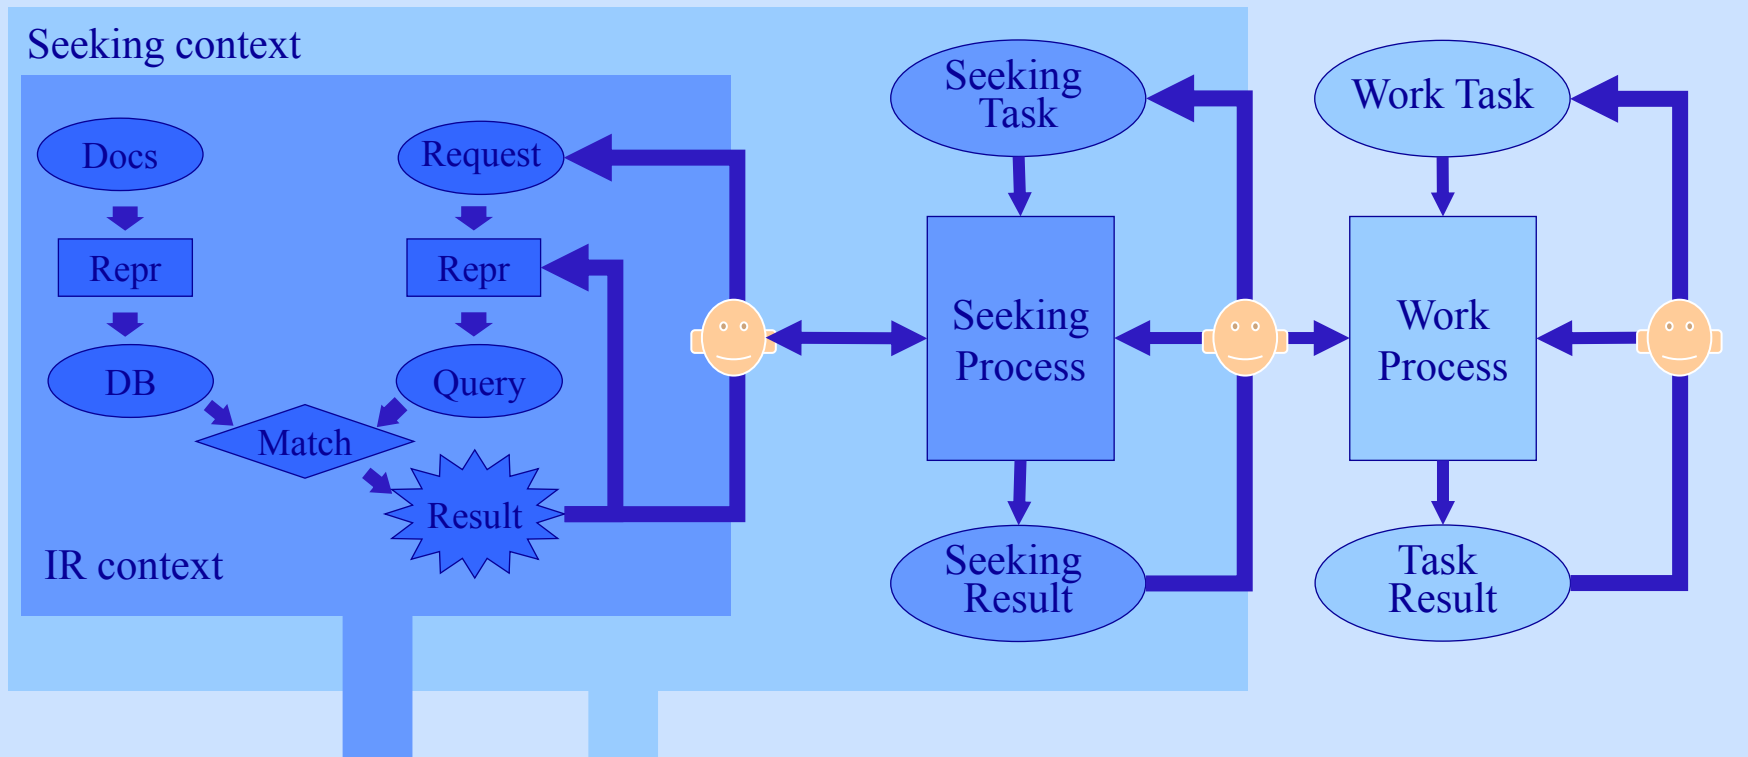 Seeking context
Docs
Request
Repr
Repr
DB
Query
Match
Result
IR context
Seeking
Task
Seeking
Process
Seeking
Result
Work Task
Work
Process
Task
Result